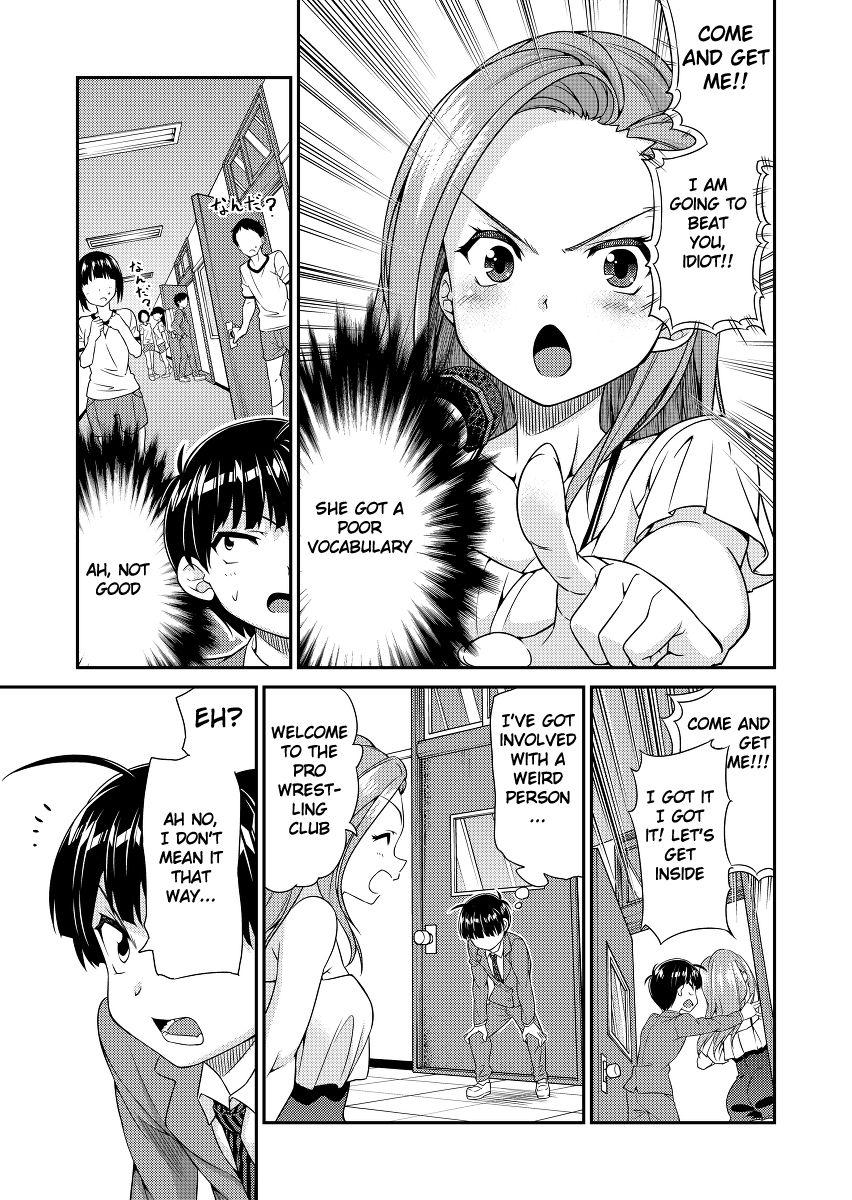 COME
AND GET
ME!!
I AM
GOING TO
BEAT
YOU,
IDIOT!!
SHE GOT A
POOR
VOCABULARY
なんだ?
なんだ?
AH, NOT
GOOD
COME AND
GET
ME!!!
I GOT IT
I GOT
IT! LET'S
GET
INSIDE
I'VE GOT
INVOLVED
WITH A
WEIRD
PERSON
...
WELCOME
TO THE
PRO
WREST-
LING
CLUB
EH?
AH NO,
I DON'T
MEAN IT
THAT
WAY...